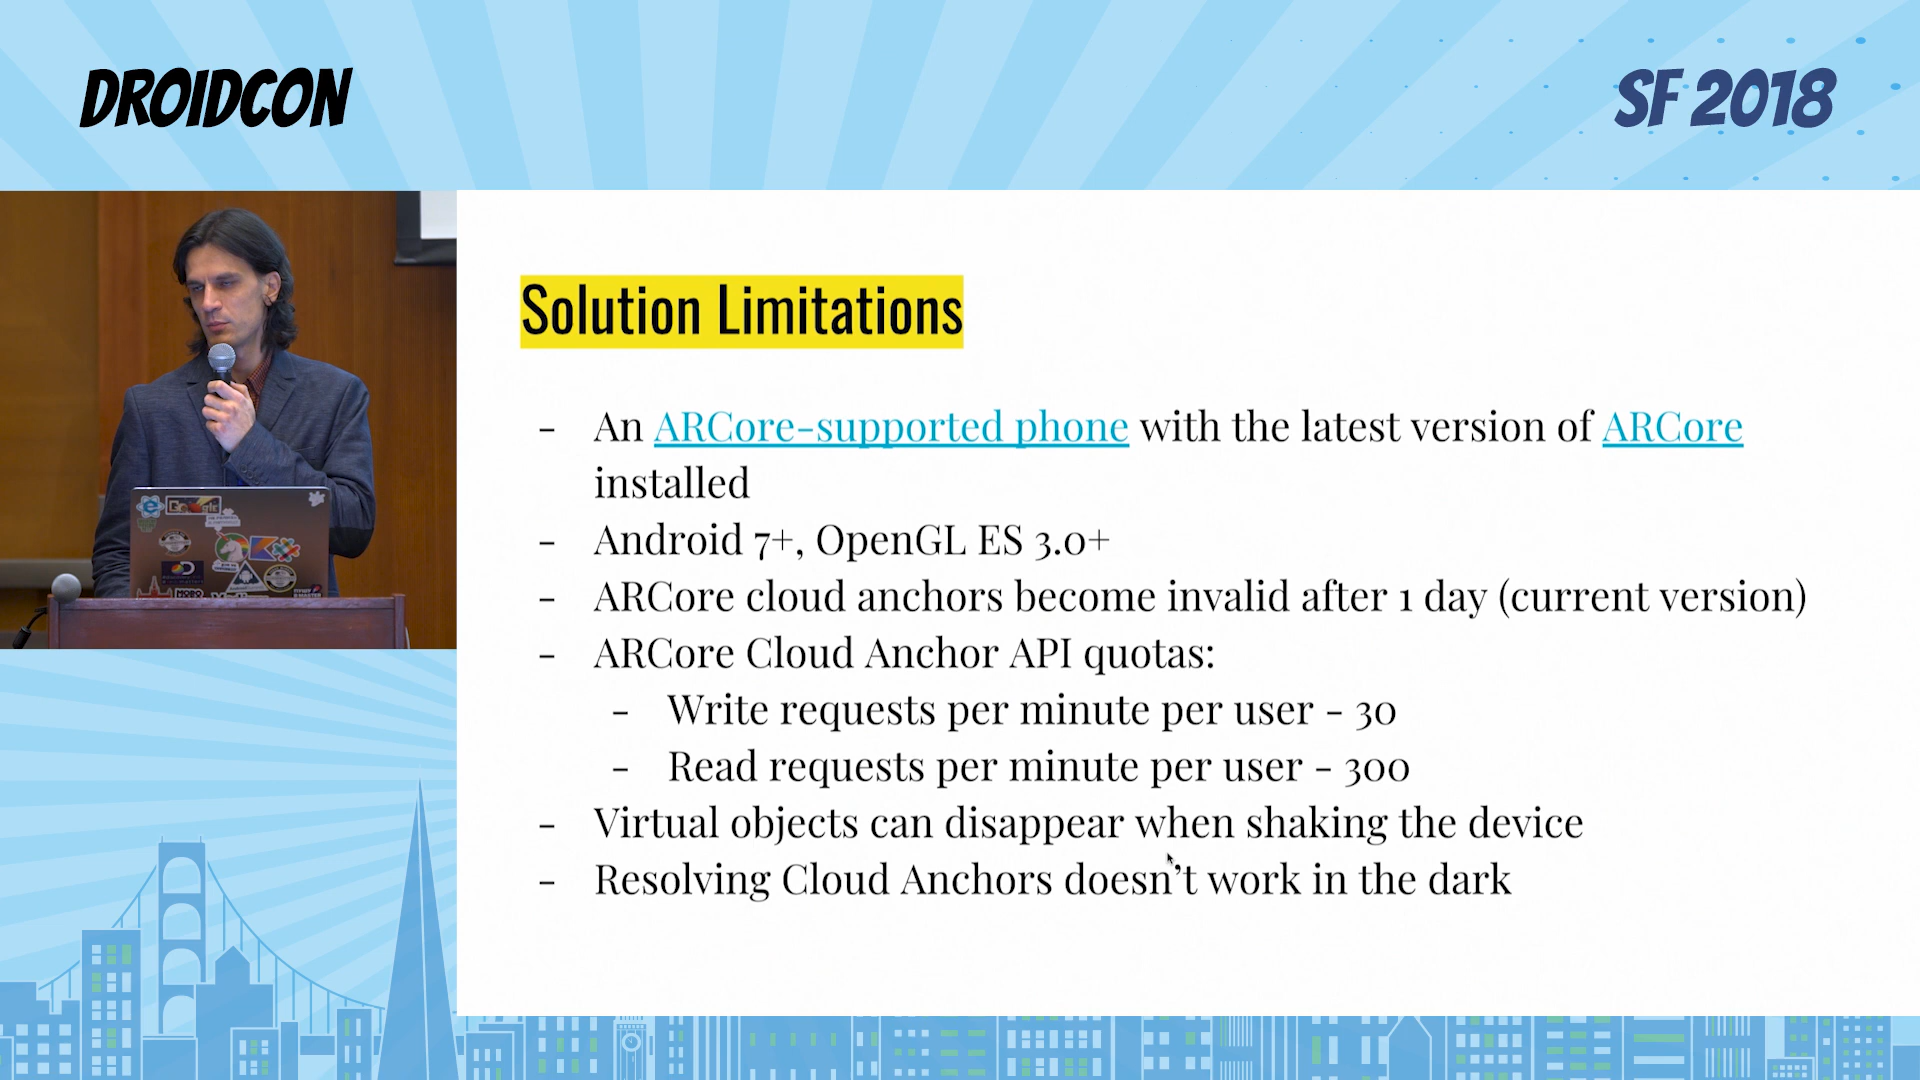 DROIDCON
SF 2018
Solution Limitations
- An ARCore-supported phone with the latest version of ARCore
installed
- Android 7+, OpenGL ES 3.0+
- ARCore cloud anchors become invalid after 1 day (current version)
- ARCore Cloud Anchor API quotas:
- Write requests per minute per user - 30
- Read requests per minute per user - 300
- Virtual objects can disappear when shaking the device
- Resolving Cloud Anchors doesn't work in the dark
Google
MOBO